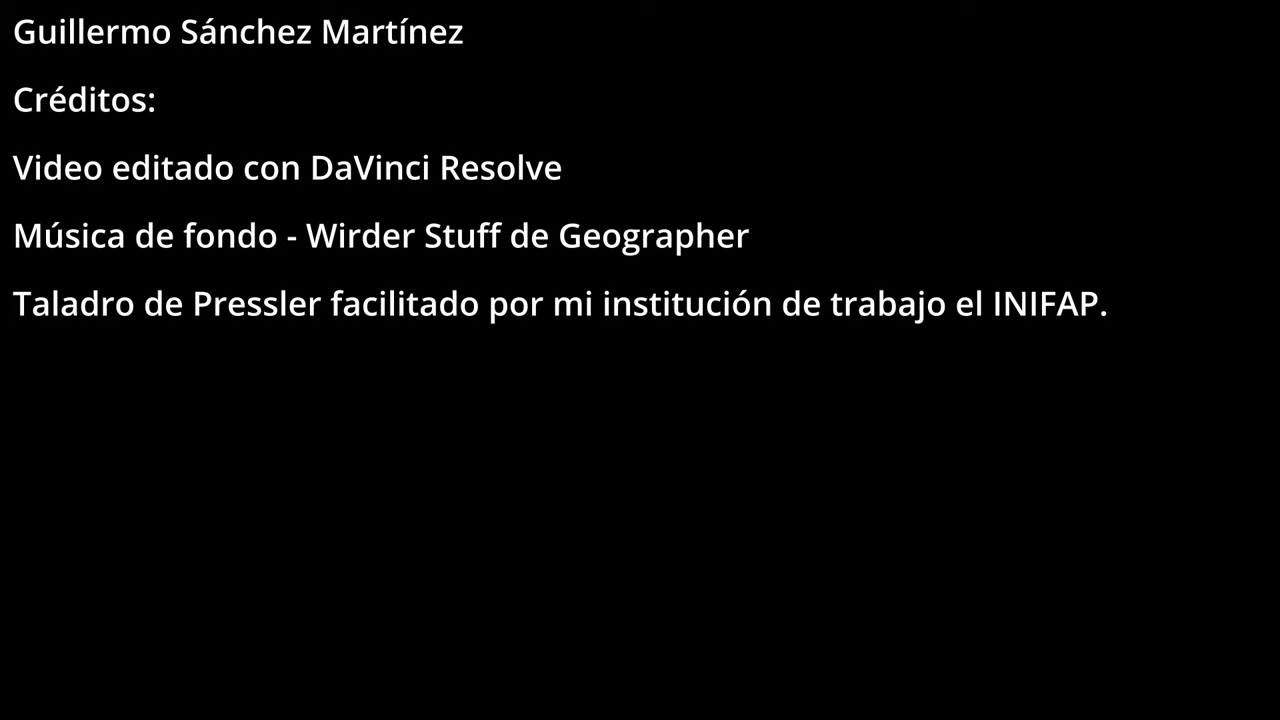 Guillermo Sánchez Martínez
Créditos:
Video editado con DaVinci Resolve
Música de fondo - Wirder Stuff de Geographer
Taladro de Pressler facilitado por mi institución de trabajo el INIFAP.